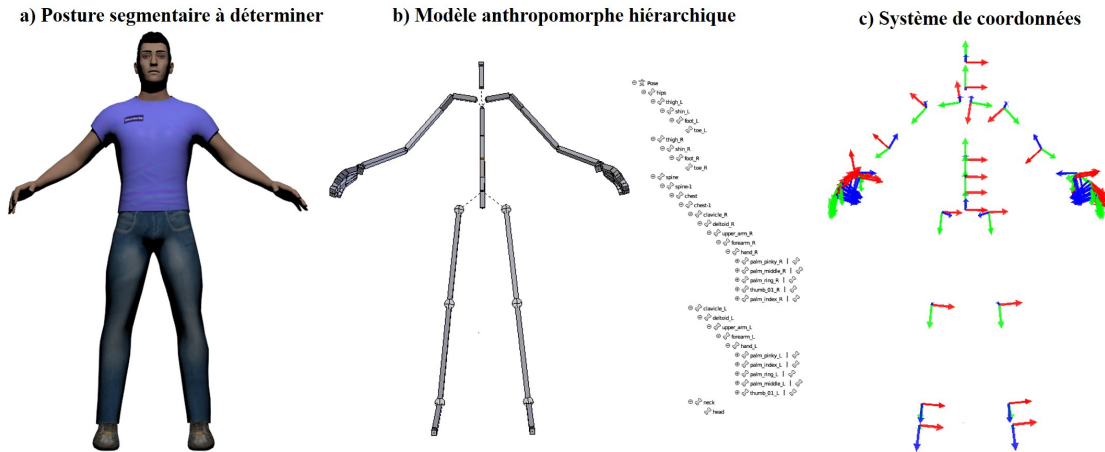 a) Posture segmentaire à déterminer
b) Modèle anthropomorphe hiérarchique
c) Système de coordonnées
Pose
hips
thigh_L
shin_L
foot_L
toe_L
thigh_R
shin_R
foot_R
toe_R
spine
spine-1
chest
chest-1
clavicle_R
deltoid_R
upper_arm_R
forearm_R
hand_R
palm_pinky_R |
palm_middle_R |
palm_ring_R |
thumb_01_R |
palm_index_R |
clavicle_L
deltoid_L
upper_arm_L
forearm_L
hand_L
palm_pinky_L |
palm_index_L |
palm_ring_L |
palm_middle_L |
thumb_01_L |
neck
head